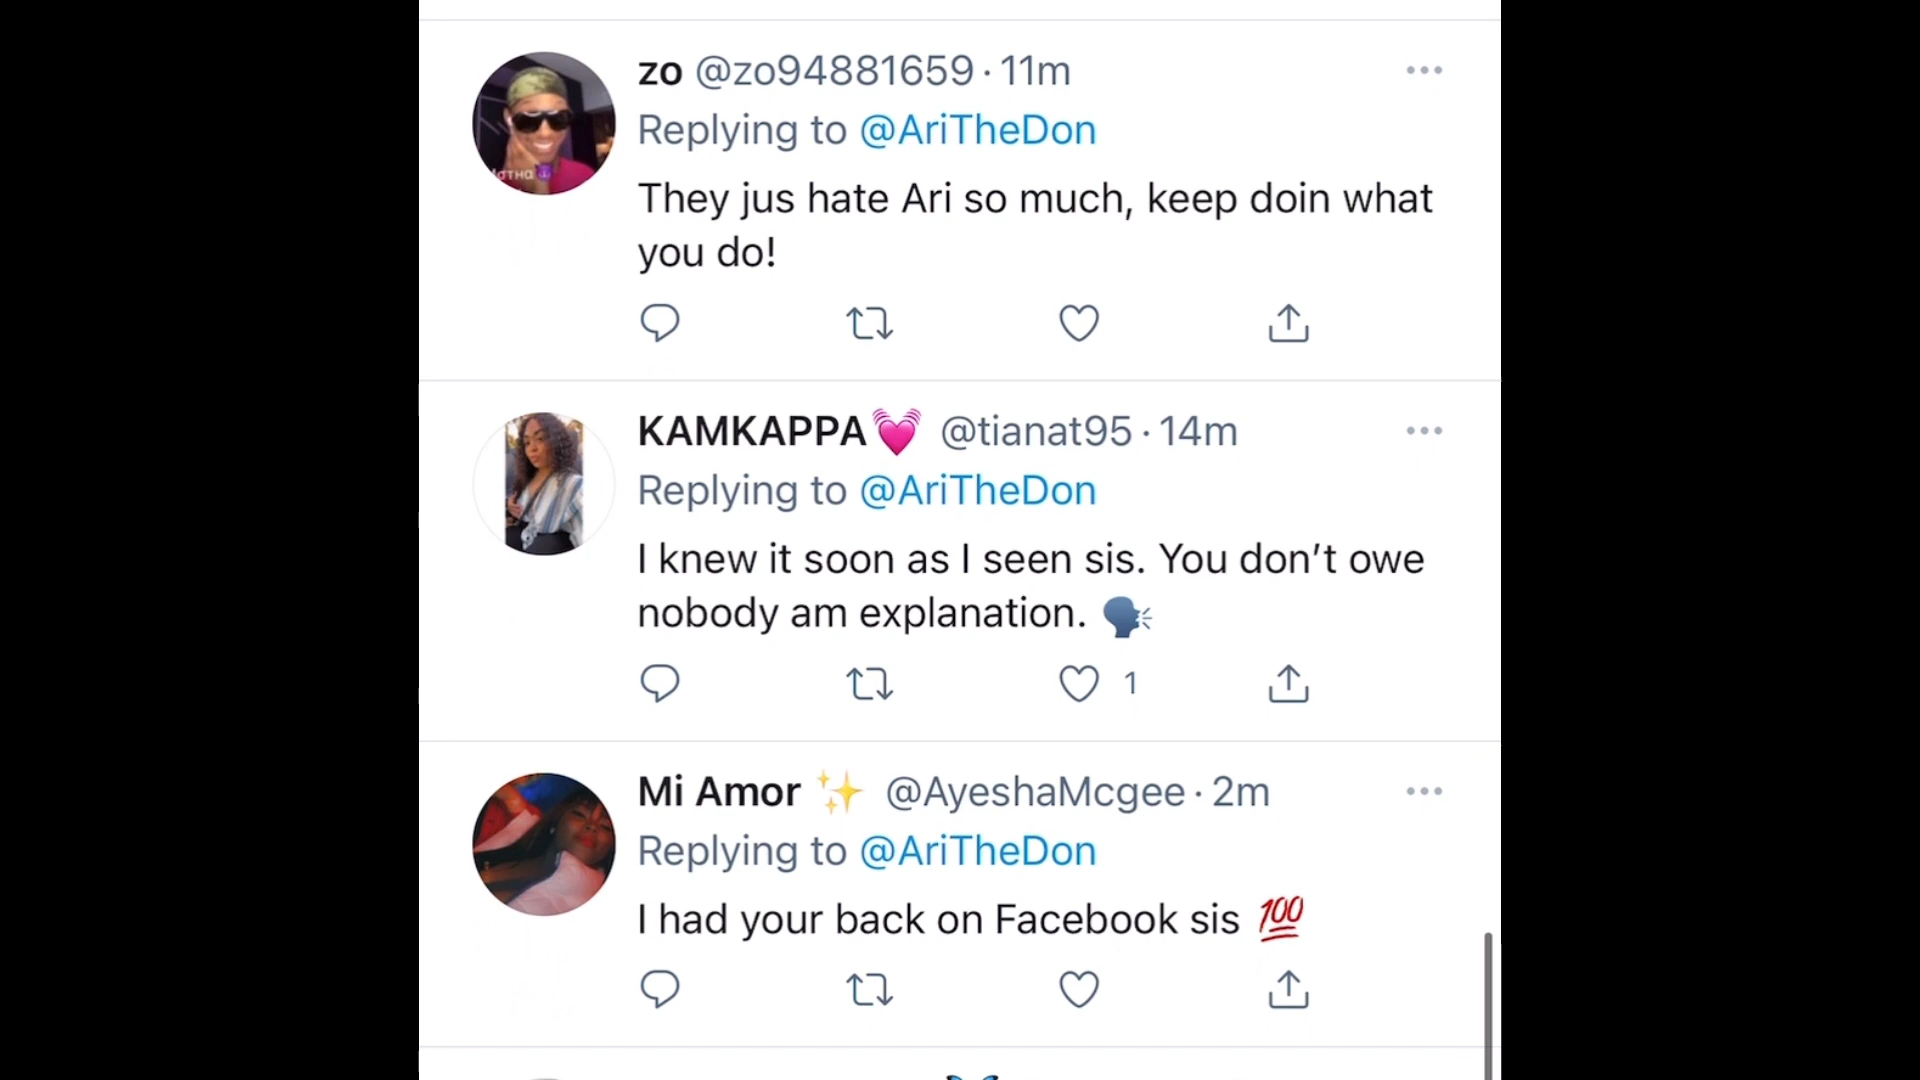 zo @zo94881659 · 11m
Replying to @AriTheDon
They jus hate Ari so much, keep doin what
you do!
KAMKAPPA💓 @tianat95 · 14m
Replying to @AriTheDon
I knew it soon as I seen sis. You don’t owe
nobody am explanation. 🗣️
1
Mi Amor ✨ @AyeshaMcgee · 2m
Replying to @AriTheDon
I had your back on Facebook sis 💯